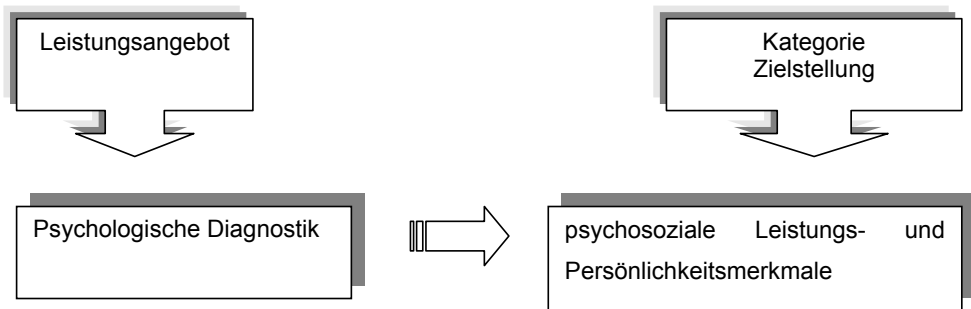 Leistungsangebot
Kategorie
Zielstellung
Psychologische Diagnostik
psychosoziale Leistungs- und
Persönlichkeitsmerkmale